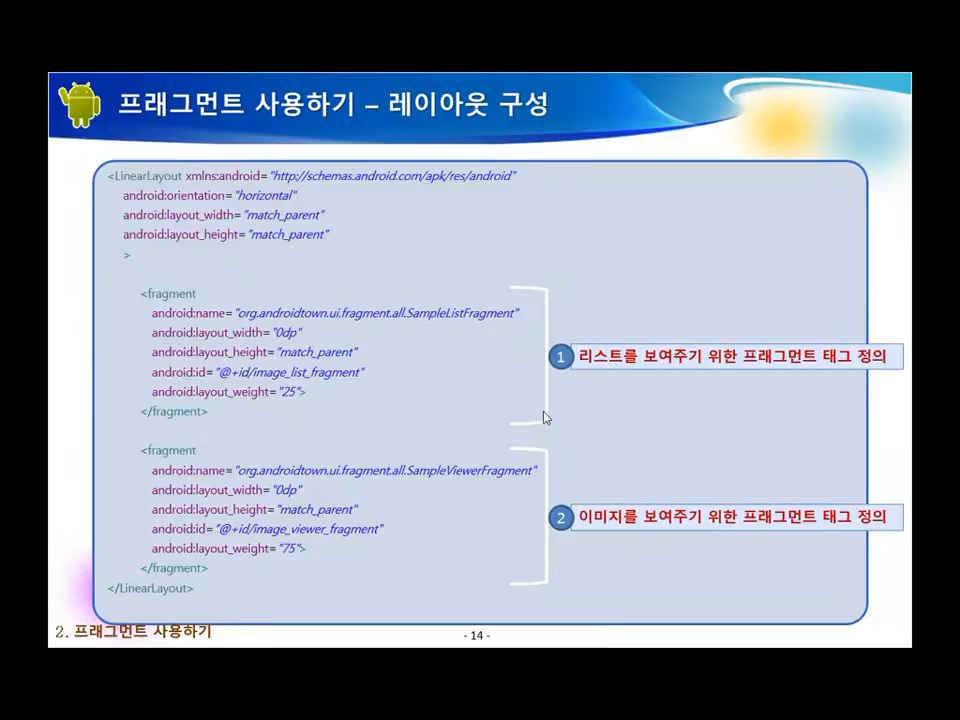 프래그먼트 사용하기 – 레이아웃 구성
<LinearLayout xmlns:android="http://schemas.android.com/apk/res/android"
android:orientation="horizontal"
android:layout_width="match_parent"
android:layout_height="match_parent"
>
<fragment
android:name="org.androidtown.ui.fragment.all.SampleListFragment"
android:layout_width="0dp"
android:layout_height="match_parent"
android:id="@+id/image_list_fragment"
android:layout_weight="25">
</fragment>
1 리스트를 보여주기 위한 프래그먼트 태그 정의
<fragment
android:name="org.androidtown.ui.fragment.all.SampleViewerFragment"
android:layout_width="0dp"
android:layout_height="match_parent"
android:id="@+id/image_viewer_fragment"
android:layout_weight="75">
</fragment>
2 이미지를 보여주기 위한 프래그먼트 태그 정의
</LinearLayout>
2. 프래그먼트 사용하기
- 14 -